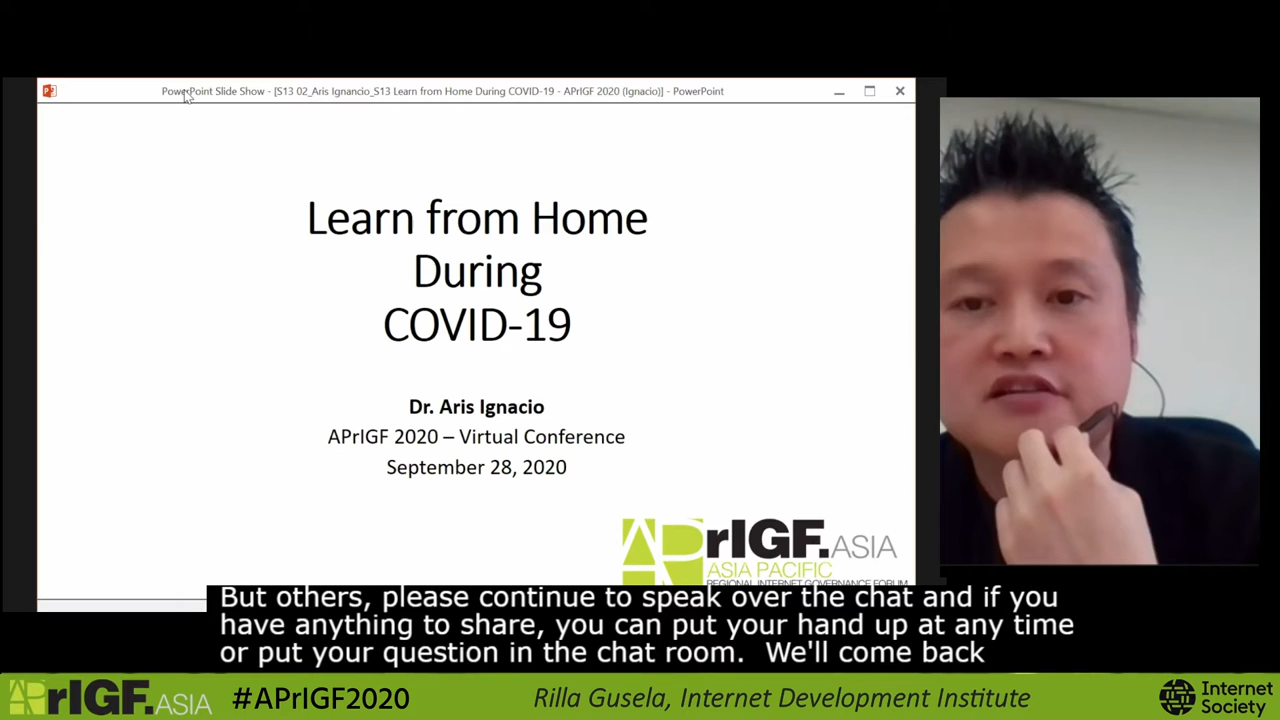 PowerPoint Slide Show - [S13 02_Aris Ignancio_S13 Learn from Home During COVID-19 - APrIGF 2020 (Ignacio)] - PowerPoint
Learn from Home
During
COVID-19
Dr. Aris Ignacio
APrIGF 2020 – Virtual Conference
September 28, 2020
APrIGF.ASIA
ASIA PACIFIC
REGIONAL INTERNET GOVERNANCE FORUM
But others, please continue to speak over the chat and if you
have anything to share, you can put your hand up at any time
or put your question in the chat room.  We'll come back
APrIGF.ASIA
#APrIGF2020
Rilla Gusela, Internet Development Institute
Internet
Society